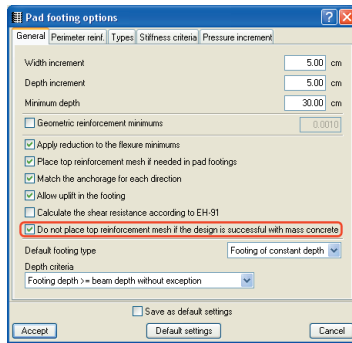 Pad footing options
General Perimeter reinf. Types Stiffness criteria Pressure increment
Width increment 5.00 cm
Depth increment 5.00 cm
Minimum depth 30.00 cm
Geometric reinforcement minimums 0.0010
Apply reduction to the flexure minimums
Place top reinforcement mesh if needed in pad footings
Match the anchorage for each direction
Allow uplift in the footing
Calculate the shear resistance according to EH-91
Do not place top reinforcement mesh if the design is successful with mass concrete
Default footing type Footing of constant depth
Depth criteria
Footing depth >= beam depth without exception
Save as default settings
Accept Default settings Cancel